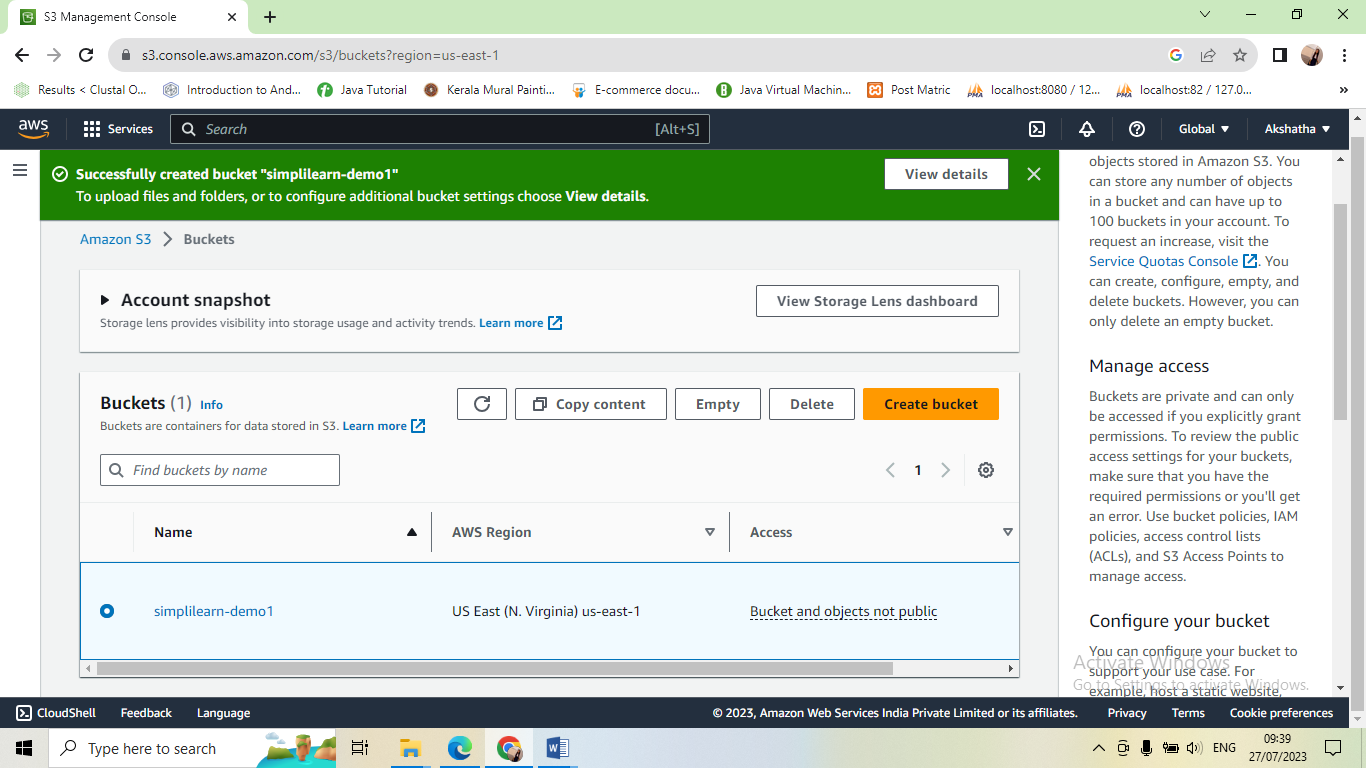 S3 Management Console
s3.console.aws.amazon.com/s3/buckets?region=us-east-1
Results < Clustal O...
Introduction to And...
Java Tutorial
Kerala Mural Painti...
E-commerce docu...
Java Virtual Machin...
Post Matric
localhost:8080 / 12...
localhost:82 / 127.0...
»
aws
Services
Search
[Alt+S]
Global
Akshatha
Successfully created bucket "simplilearn-demo1"
To upload files and folders, or to configure additional bucket settings choose View details.
View details
Amazon S3 > Buckets
Account snapshot
Storage lens provides visibility into storage usage and activity trends. Learn more
View Storage Lens dashboard
Buckets (1) Info
Buckets are containers for data stored in S3. Learn more
Copy content
Empty
Delete
Create bucket
Find buckets by name
1
Name
AWS Region
Access
simplilearn-demo1
US East (N. Virginia) us-east-1
Bucket and objects not public
objects stored in Amazon S3. You
can store any number of objects
in a bucket and can have up to
100 buckets in your account. To
request an increase, visit the
Service Quotas Console. You
can create, configure, empty, and
delete buckets. However, you can
only delete an empty bucket.
Manage access
Buckets are private and can only
be accessed if you explicitly grant
permissions. To review the public
access settings for your buckets,
make sure that you have the
required permissions or you'll get
an error. Use bucket policies, IAM
policies, access control lists
(ACLs), and S3 Access Points to
manage access.
Configure your bucket
You can configure your bucket to
support your use case. For
example, host a static website,
Activate Windows
Go to Settings to activate Windows.
CloudShell
Feedback
Language
© 2023, Amazon Web Services India Private Limited or its affiliates.
Privacy
Terms
Cookie preferences
Type here to search
ENG
09:39
27/07/2023